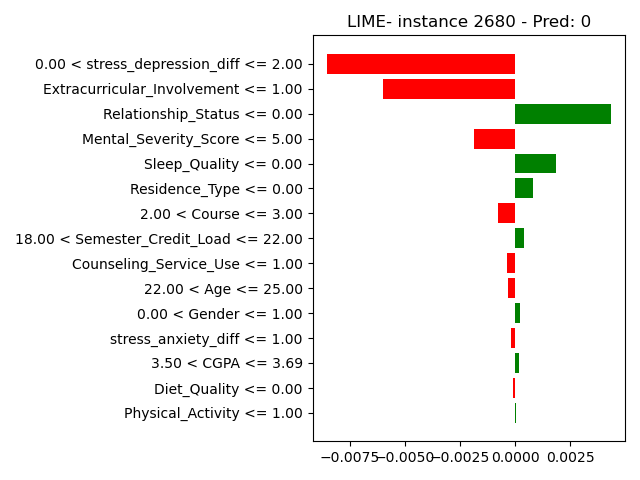 LIME- instance 2680 - Pred: 0
0.00 < stress_depression_diff <= 2.00
Extracurricular_Involvement <= 1.00
Relationship_Status <= 0.00
Mental_Severity_Score <= 5.00
Sleep_Quality <= 0.00
Residence_Type <= 0.00
2.00 < Course <= 3.00
18.00 < Semester_Credit_Load <= 22.00
Counseling_Service_Use <= 1.00
22.00 < Age <= 25.00
0.00 < Gender <= 1.00
stress_anxiety_diff <= 1.00
3.50 < CGPA <= 3.69
Diet_Quality <= 0.00
Physical_Activity <= 1.00
−0.0075 −0.0050 −0.0025 0.0000 0.0025